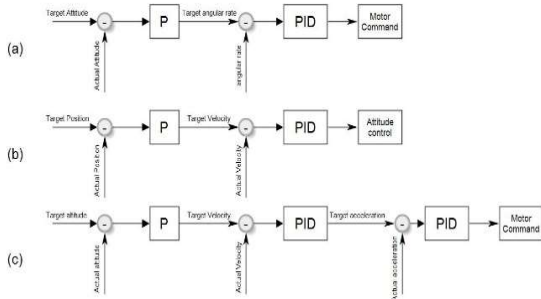 Target Attitude
P
Target angular rate
PID
Motor
Command
-
-
Actual Attitude
angular rate
(a)
Target Position
P
Target Velocity
PID
Attitude
control
-
-
Actual Position
Actual Velocity
(b)
Target altitude
P
Target Velocity
PID
Target acceleration
PID
Motor
Command
-
-
-
Actual altitude
Actual Velocity
Actual accelleration
(c)